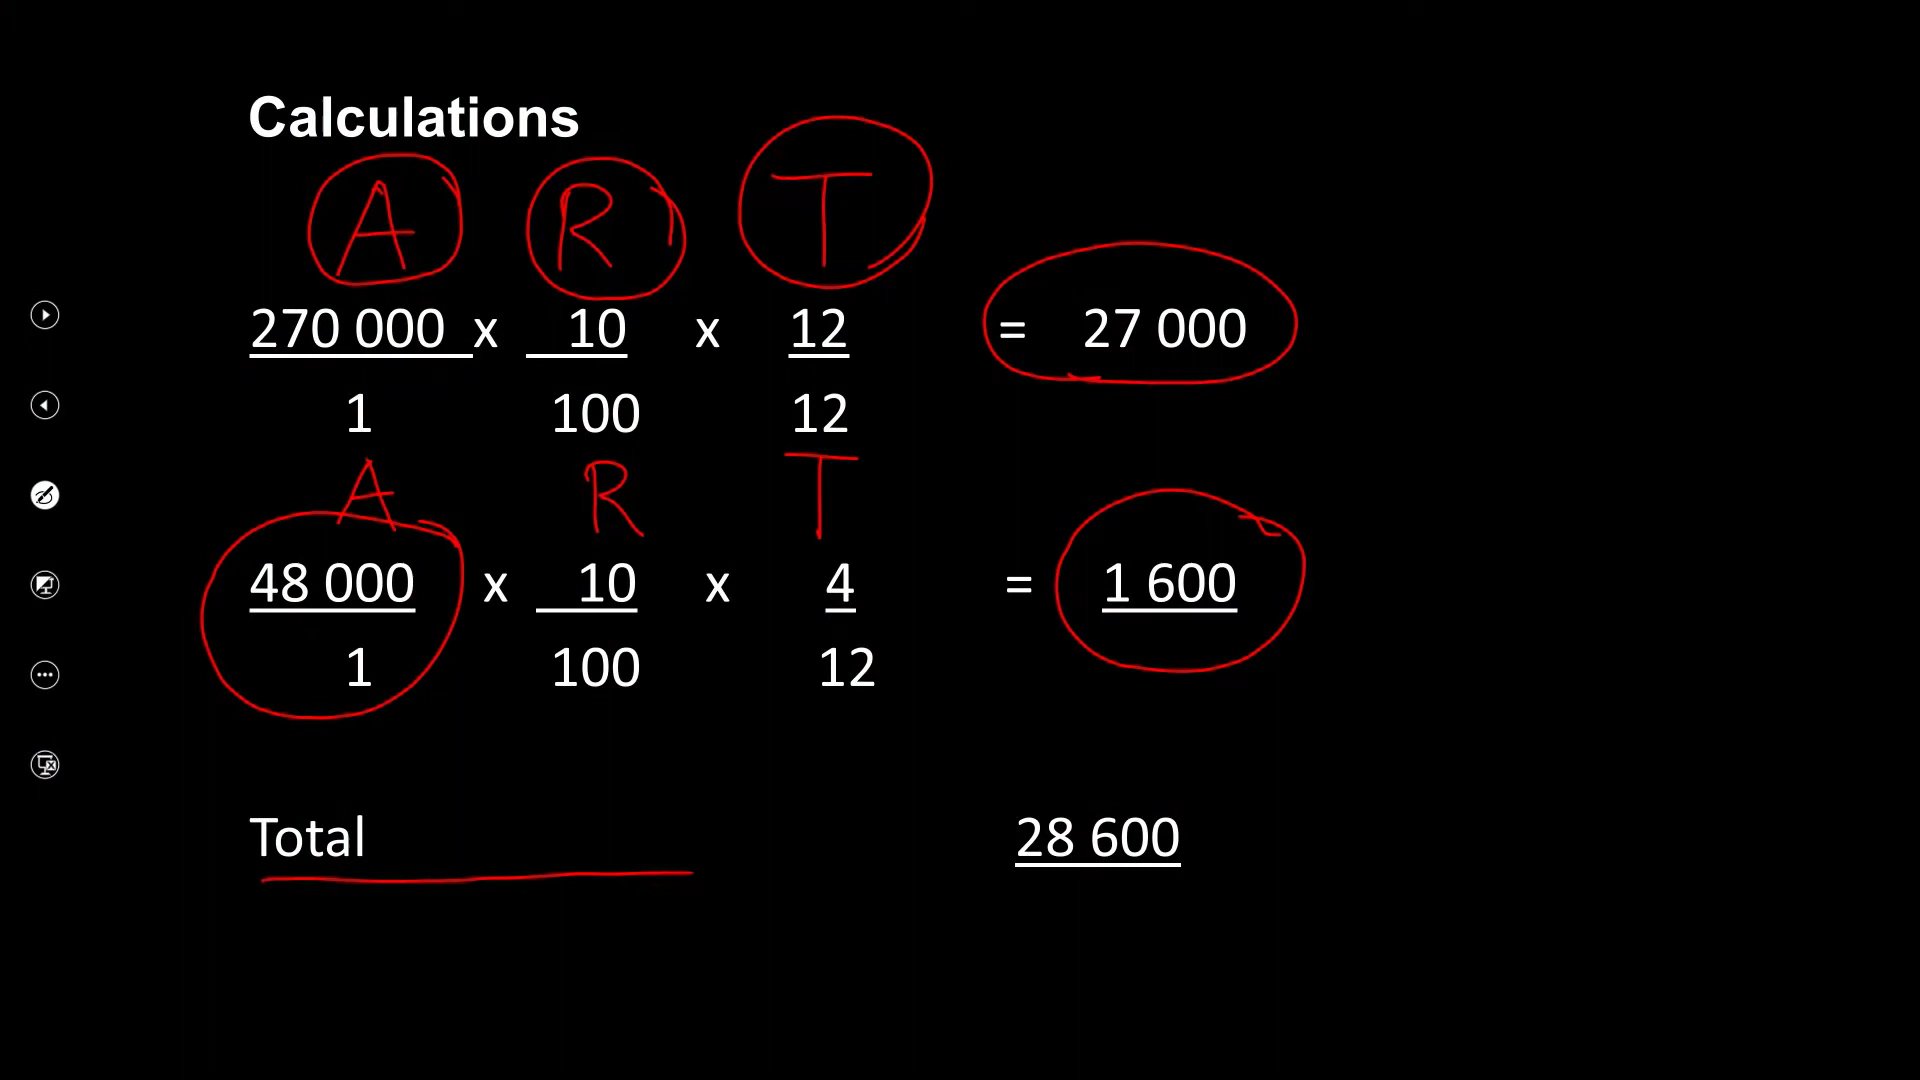 Calculations
A R T
270 000 x 10 x 12 = 27 000
1 100 12
A R T
48 000 x 10 x 4 = 1 600
1 100 12
Total 28 600